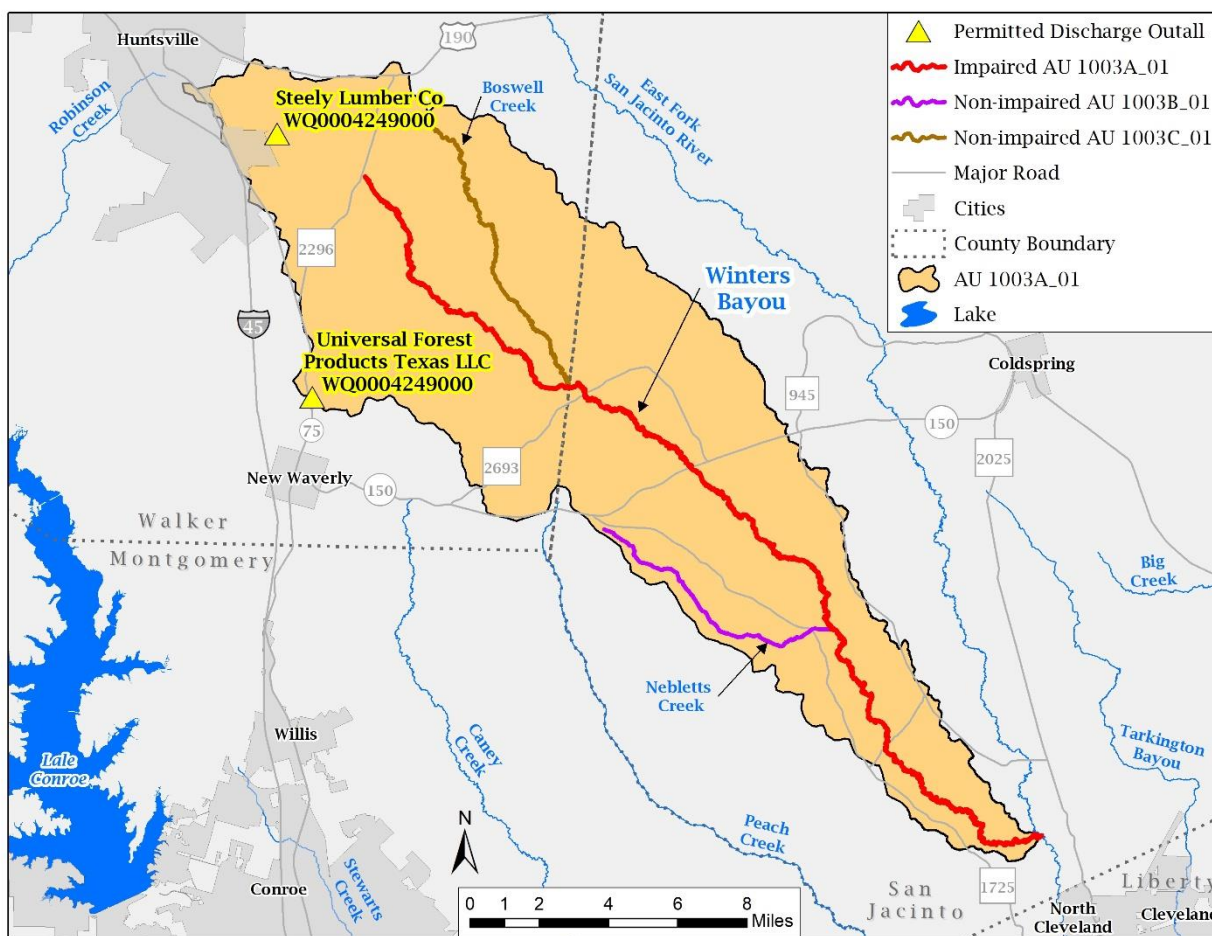 Huntsville
190
Robinson
Creek
Steely Lumber Co
WQ0004249000
Boswell
Creek
East Fork
San Jacinto River
Permitted Discharge Outall
Impaired AU 1003A_01
Non-impaired AU 1003B_01
Non-impaired AU 1003C_01
Major Road
Cities
County Boundary
AU 1003A_01
Lake
2296
45
Winters
Bayou
Universal Forest
Products Texas LLC
WQ0004249000
75
Coldspring
945
150
2025
2693
New Waverly
150
Walker
Montgomery
Big
Creek
Nebletts
Creek
Willis
Caney
Creek
Tarkington
Bayou
Lale
Conroe
N
Peach
Creek
Stewarts
Creek
Conroe
0 1 2 4 6 8
Miles
San
Jacinto
1725
Liberty
North
Cleveland
Cleveland